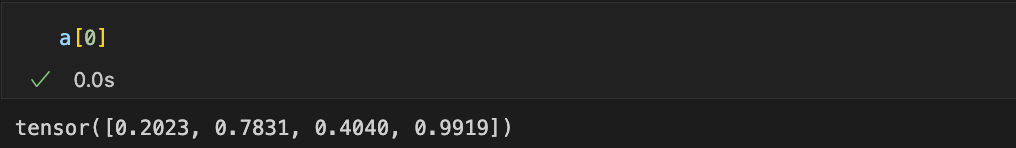 a[0]
✓ 0.0s
tensor([0.2023, 0.7831, 0.4040, 0.9919])